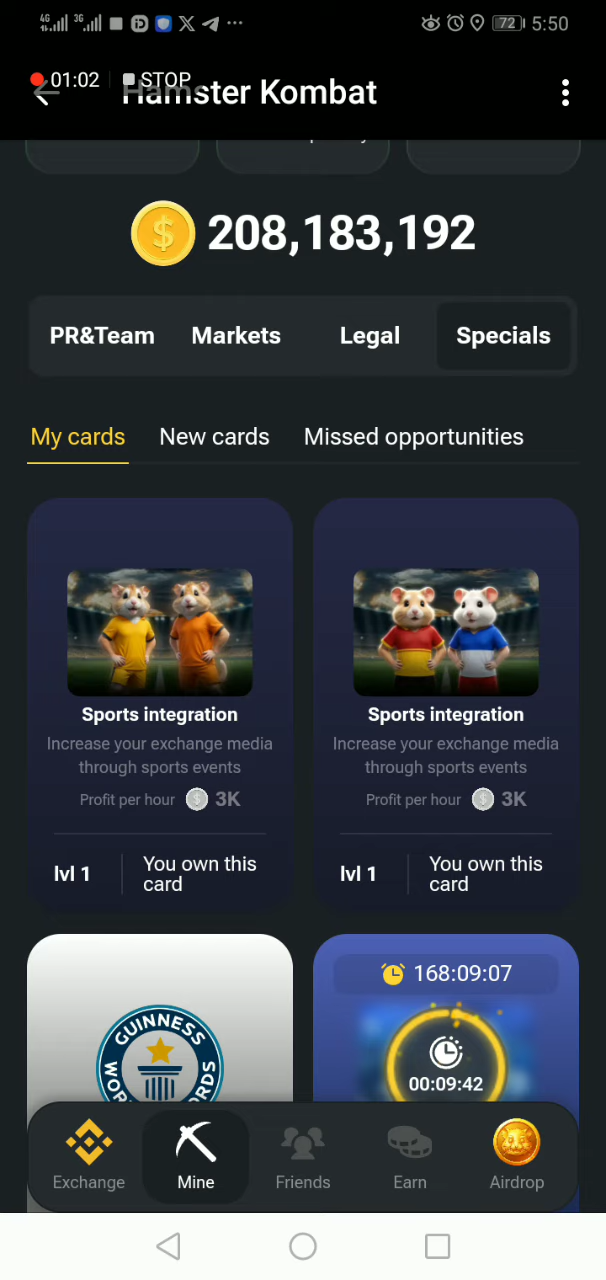 4G 3G 72 5:50
01:02 STOP
Hamster Kombat
208,183,192
PR&Team Markets Legal Specials
My cards New cards Missed opportunities
Sports integration
Increase your exchange media
through sports events
Profit per hour 3K
lvl 1 You own this
card
Sports integration
Increase your exchange media
through sports events
Profit per hour 3K
lvl 1 You own this
card
GUINNESS
168:09:07
00:09:42
Exchange Mine Friends Earn Airdrop